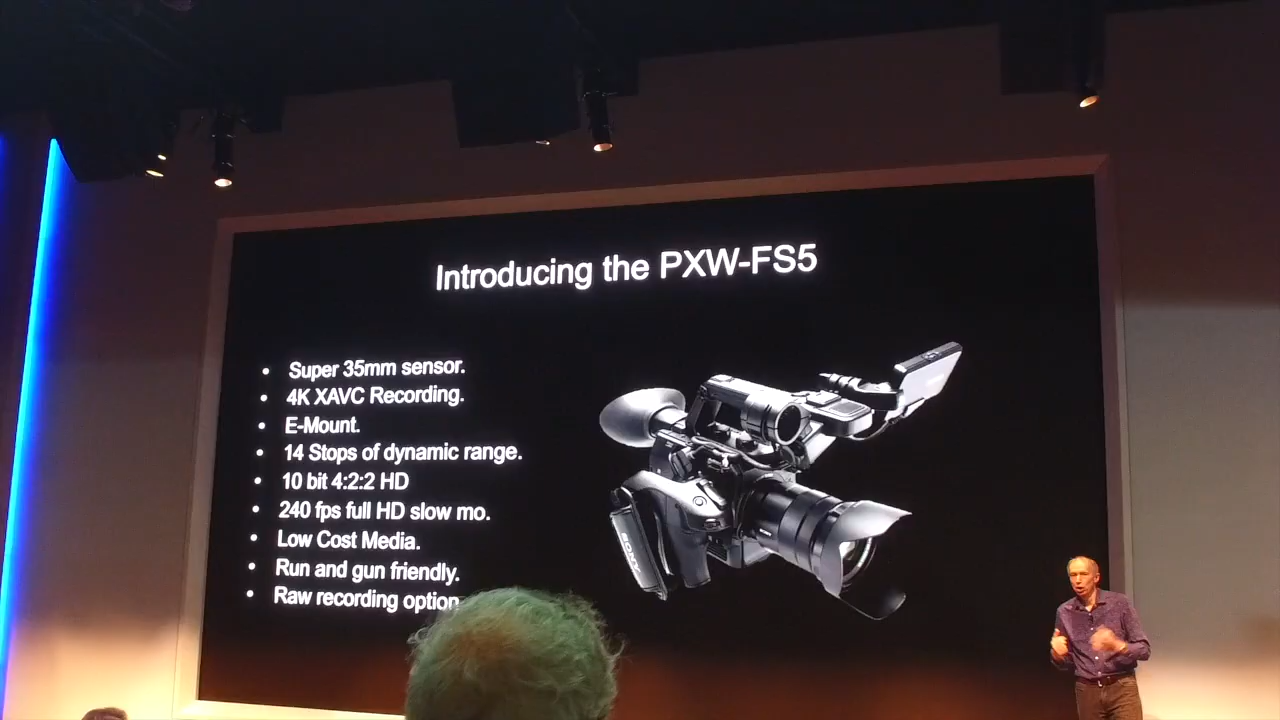 Introducing the PXW-FS5
• Super 35mm sensor.
• 4K XAVC Recording.
• E-Mount.
• 14 Stops of dynamic range.
• 10 bit 4:2:2 HD
• 240 fps full HD slow mo.
• Low Cost Media.
• Run and gun friendly.
• Raw recording option
SONY